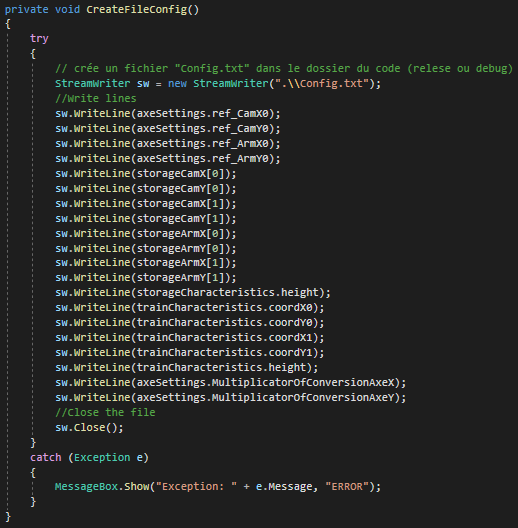 private void CreateFileConfig()
{
try
{
// crée un fichier "Config.txt" dans le dossier du code (relese ou debug)
StreamWriter sw = new StreamWriter(".\\Config.txt");
//Write lines
sw.WriteLine(axeSettings.ref_CamX0);
sw.WriteLine(axeSettings.ref_CamY0);
sw.WriteLine(axeSettings.ref_ArmX0);
sw.WriteLine(axeSettings.ref_ArmY0);
sw.WriteLine(storageCamX[0]);
sw.WriteLine(storageCamY[0]);
sw.WriteLine(storageCamX[1]);
sw.WriteLine(storageCamY[1]);
sw.WriteLine(storageArmX[0]);
sw.WriteLine(storageArmY[0]);
sw.WriteLine(storageArmX[1]);
sw.WriteLine(storageArmY[1]);
sw.WriteLine(storageCharacteristics.height);
sw.WriteLine(trainCharacteristics.coordX0);
sw.WriteLine(trainCharacteristics.coordY0);
sw.WriteLine(trainCharacteristics.coordX1);
sw.WriteLine(trainCharacteristics.coordY1);
sw.WriteLine(trainCharacteristics.height);
sw.WriteLine(axeSettings.MultiplicatorOfConversionAxeX);
sw.WriteLine(axeSettings.MultiplicatorOfConversionAxeY);
//Close the file
sw.Close();
}
catch (Exception e)
{
MessageBox.Show("Exception: " + e.Message, "ERROR");
}
}